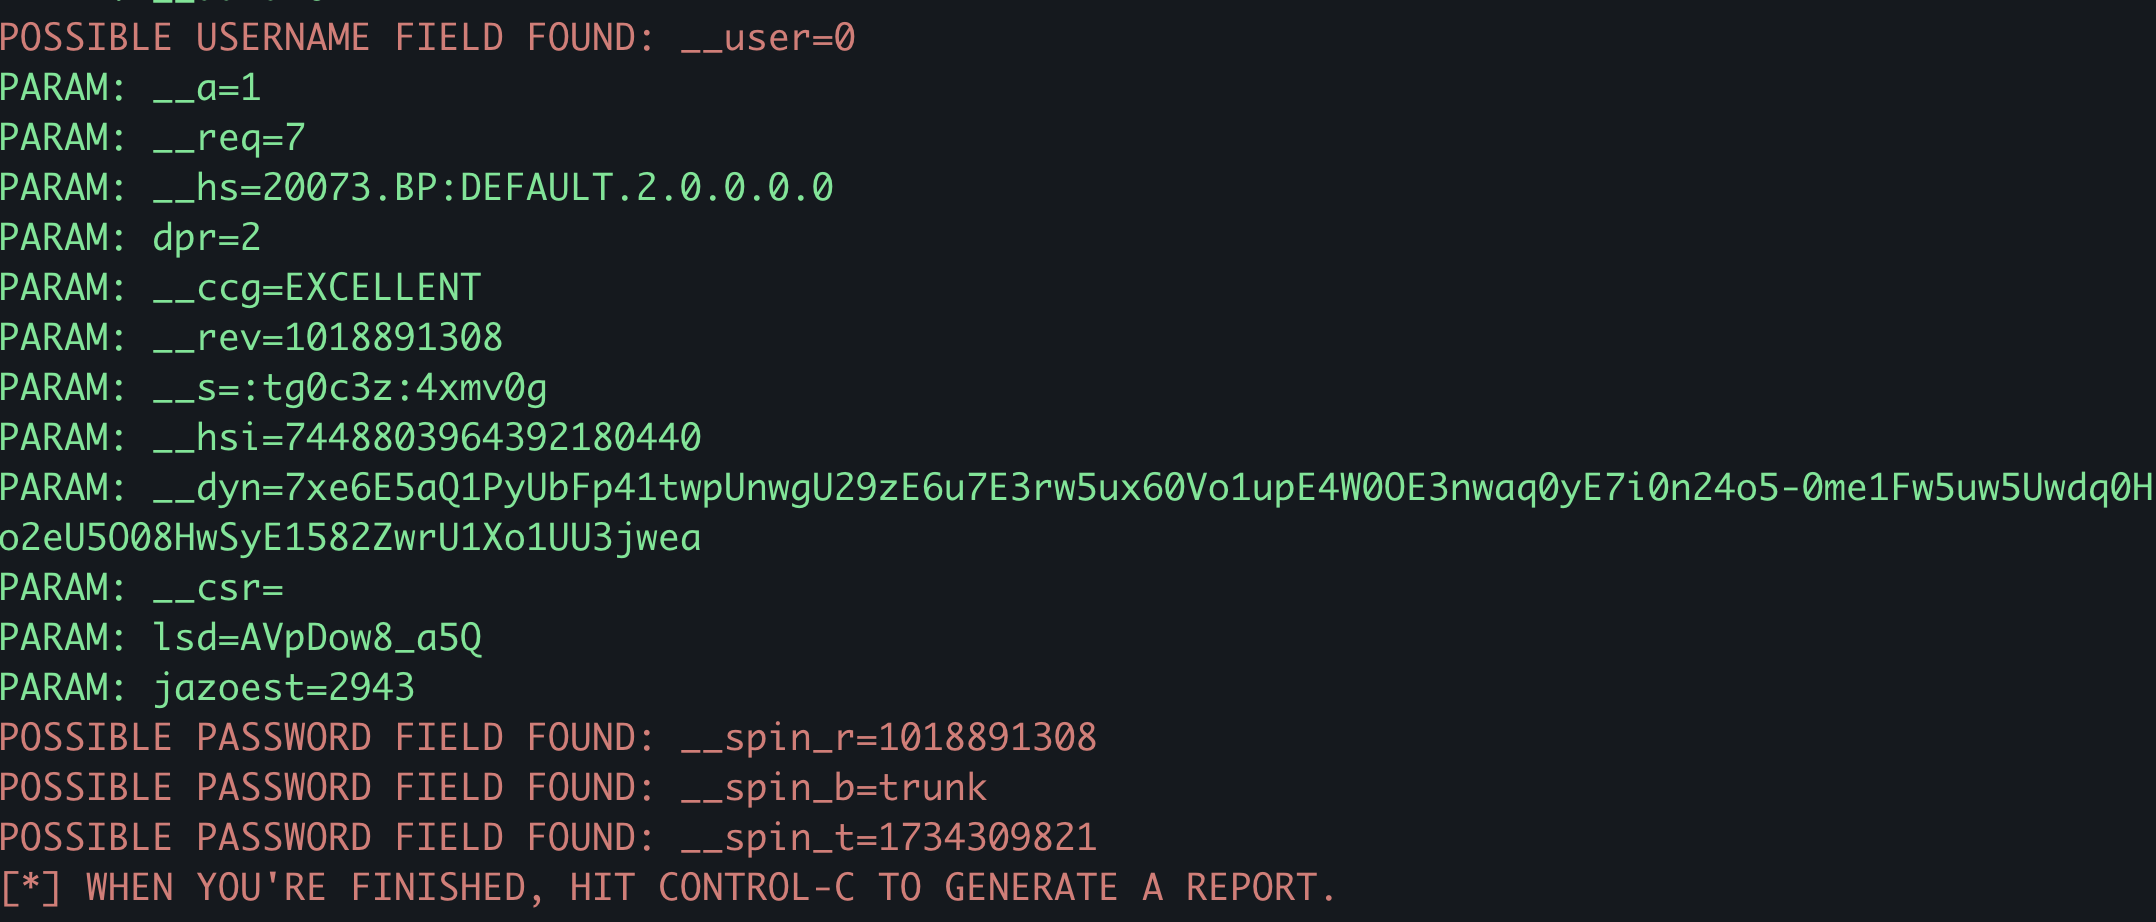 POSSIBLE USERNAME FIELD FOUND: __user=0
PARAM: __a=1
PARAM: __req=7
PARAM: __hs=20073.BP:DEFAULT.2.0.0.0.0
PARAM: dpr=2
PARAM: __ccg=EXCELLENT
PARAM: __rev=1018891308
PARAM: __s=:tg0c3z:4xmv0g
PARAM: __hsi=7448803964392180440
PARAM: __dyn=7xe6E5aQ1PyUbFp41twpUnwgU29zE6u7E3rw5ux60Vo1upE4W0OE3nwaq0yE7i0n24o5-0me1Fw5uw5Uwdq0H
o2eU5O08HwSyE1582ZwrU1Xo1UU3jwea
PARAM: __csr=
PARAM: lsd=AVpDow8_a5Q
PARAM: jazoest=2943
POSSIBLE PASSWORD FIELD FOUND: __spin_r=1018891308
POSSIBLE PASSWORD FIELD FOUND: __spin_b=trunk
POSSIBLE PASSWORD FIELD FOUND: __spin_t=1734309821
[*] WHEN YOU'RE FINISHED, HIT CONTROL-C TO GENERATE A REPORT.